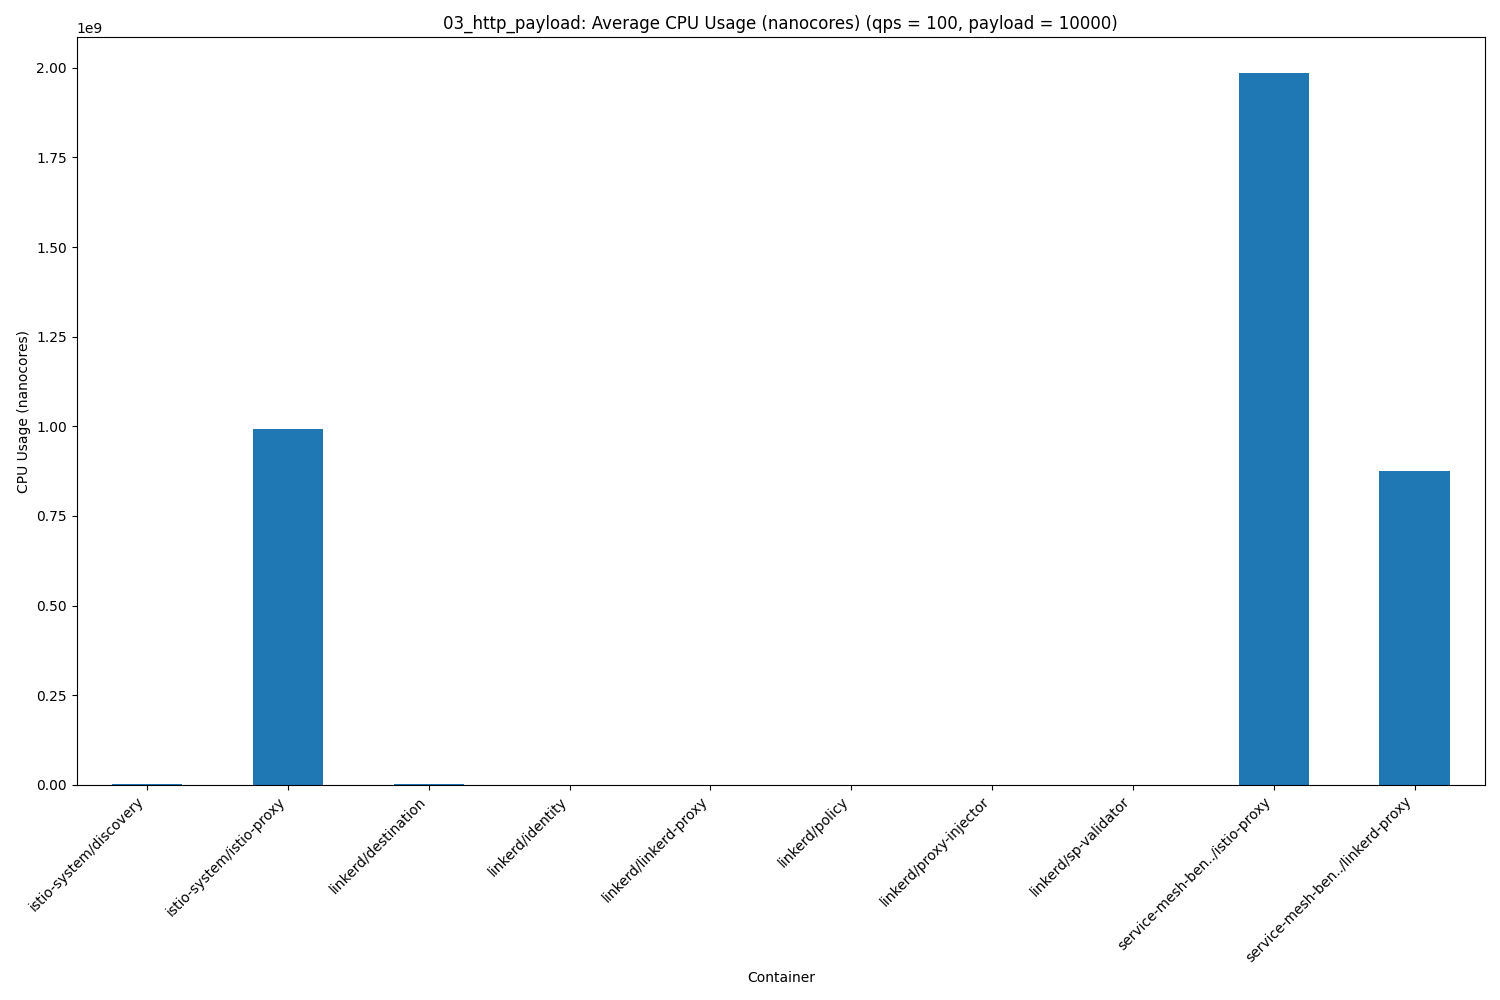 03_http_payload: Average CPU Usage (nanocores) (qps = 100, payload = 10000)
1e9
2.00
1.75
1.50
1.25
1.00
0.75
0.50
0.25
0.00
CPU Usage (nanocores)
istio-system/discovery
istio-system/istio-proxy
linkerd/destination
linkerd/identity
linkerd/linkerd-proxy
linkerd/policy
linkerd/proxy-injector
linkerd/sp-validator
service-mesh-ben../istio-proxy
service-mesh-ben../linkerd-proxy
Container